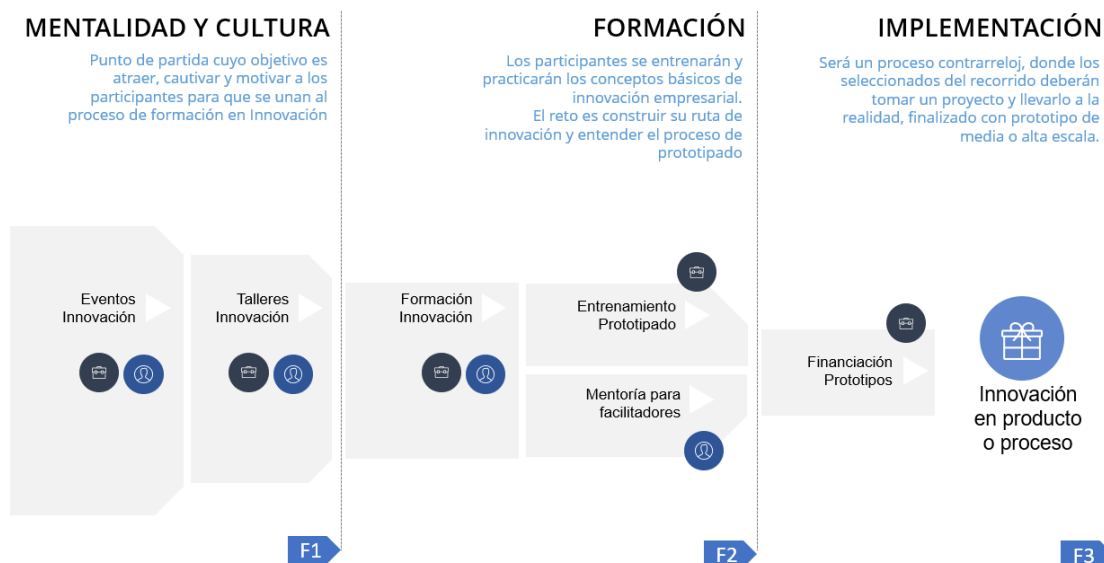 MENTALIDAD Y CULTURA
Punto de partida cuyo objetivo es
atraer, cautivar y motivar a los
participantes para que se unan al
proceso de formación en Innovación
Eventos
Innovación
Talleres
Innovación
F1
FORMACIÓN
Los participantes se entrenarán y
practicarán los conceptos básicos de
innovación empresarial.
El reto es construir su ruta de
innovación y entender el proceso de
prototipado
Formación
Innovación
Entrenamiento
Prototipado
Mentoría para
facilitadores
F2
IMPLEMENTACIÓN
Será un proceso contrarreloj, donde los
seleccionados del recorrido deberán
tomar un proyecto y llevarlo a la
realidad, finalizado con prototipo de
media o alta escala.
Financiación
Prototipos
Innovación
en producto
o proceso
F3